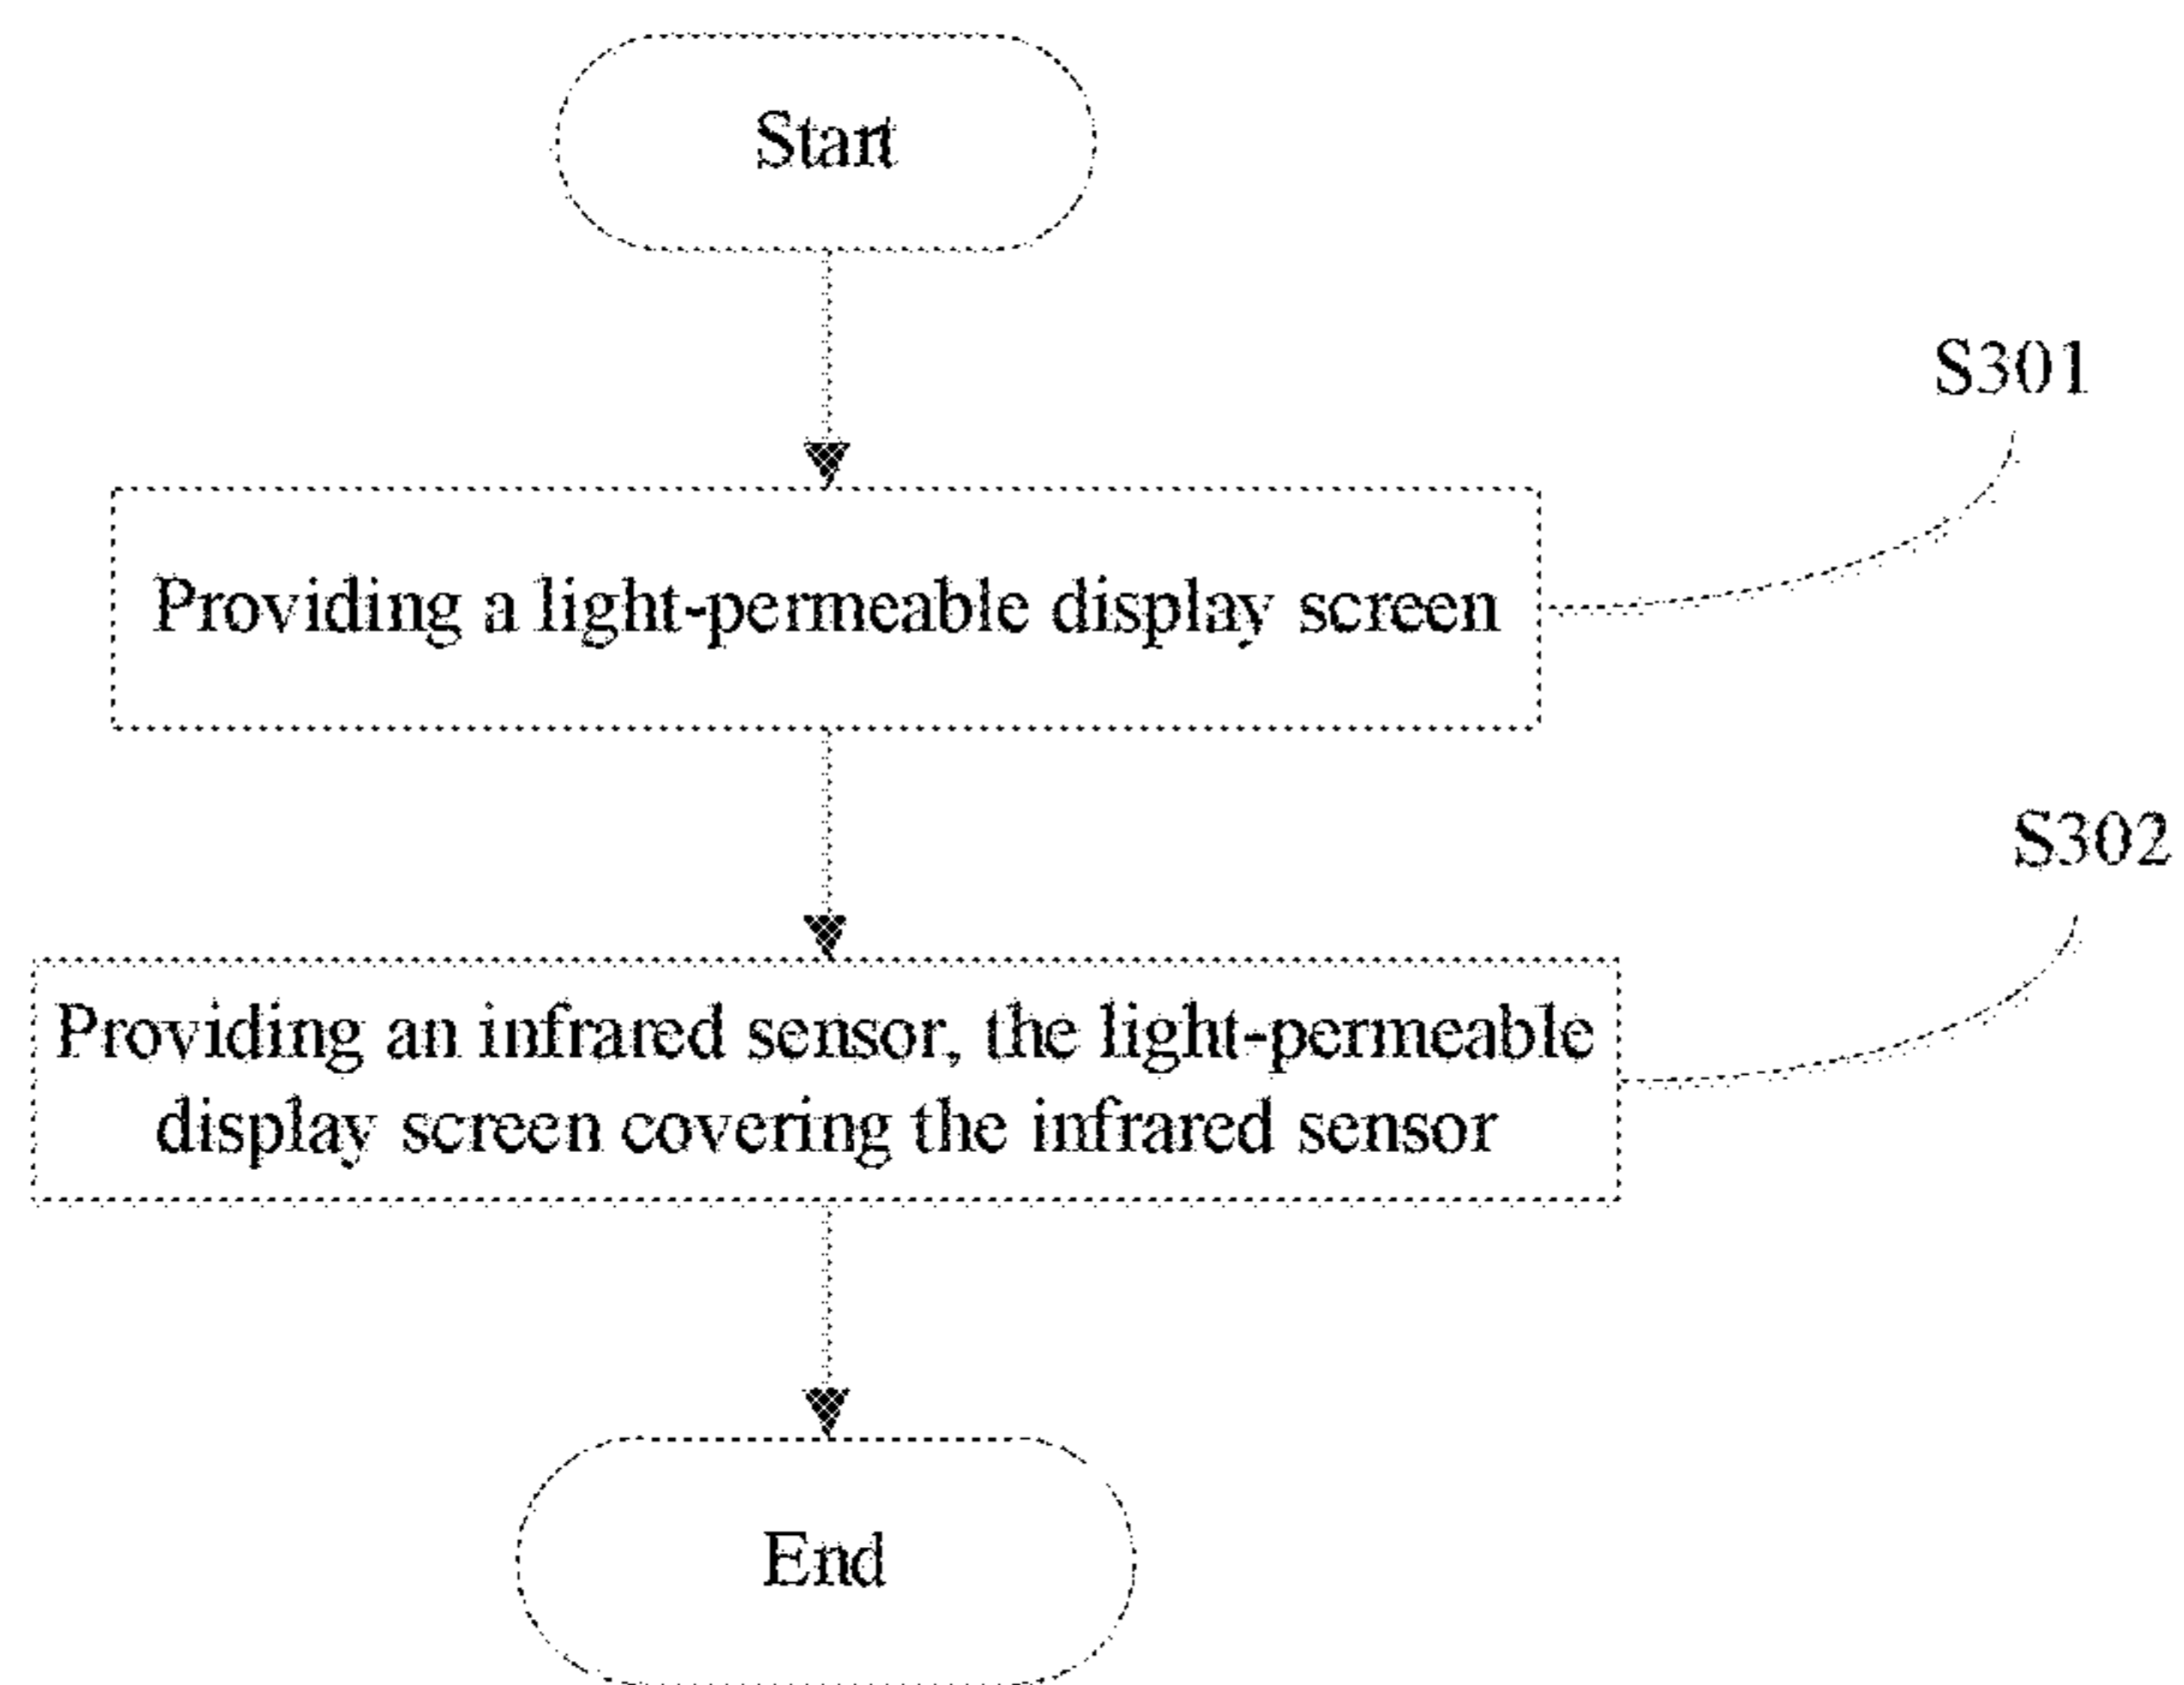 Start
S301
Providing a light-permeable display screen
S302
Providing an infrared sensor, the light-permeable
display screen covering the infrared sensor
End